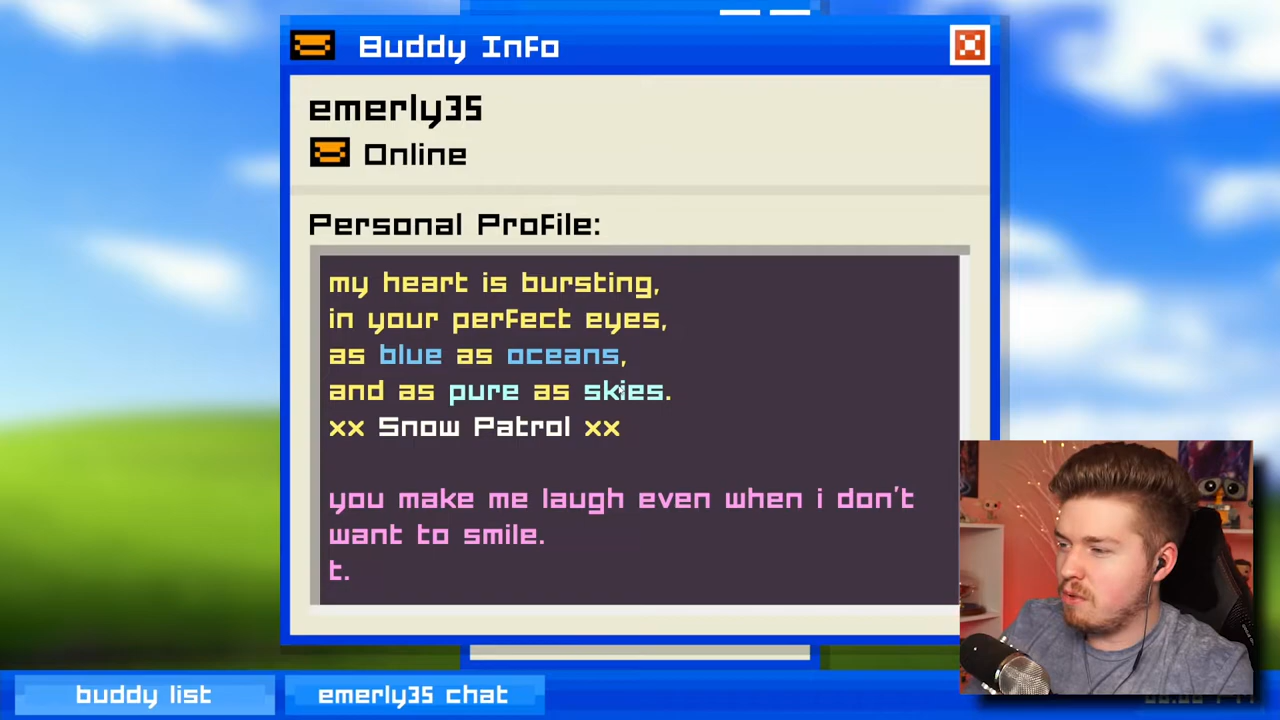 Buddy Info
emerly35
Online
Personal Profile:
my heart is bursting,
in your perfect eyes,
as blue as oceans,
and as pure as skies.
xx Snow Patrol xx
you make me laugh even when i don't
want to smile.
t.
buddy list
emerly35 chat